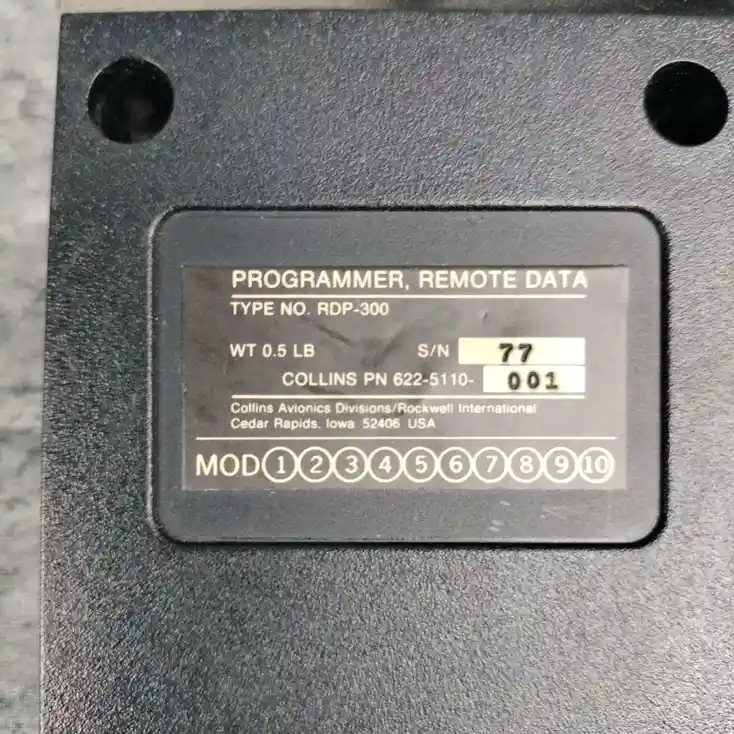 PROGRAMMER, REMOTE DATA
TYPE NO. RDP-300
WT 0.5 LB S/N 77
COLLINS PN 622-5110- 001
Collins Avionics Divisions/Rockwell International
Cedar Rapids, Iowa 52406 USA
MOD 1 2 3 4 5 6 7 8 9 10